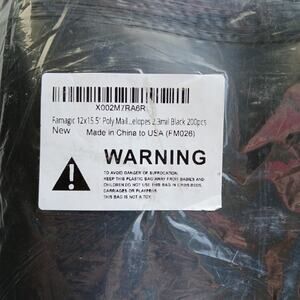 X002M7RA6R
Famagic 12x15.5" Poly Mail...elopes 2.3mil Black 200pcs
New
Made in China to USA (FM026)
WARNING
TO AVOID DANGER OF SUFFOCATION,
KEEP THIS PLASTIC BAG AWAY FROM BABIES AND
CHILDREN.DO NOT USE THIS BAG IN CRIBS,BEDS,
CARRIAGES OR PLAYPENS.
THIS BAG IS NOT A TOY.